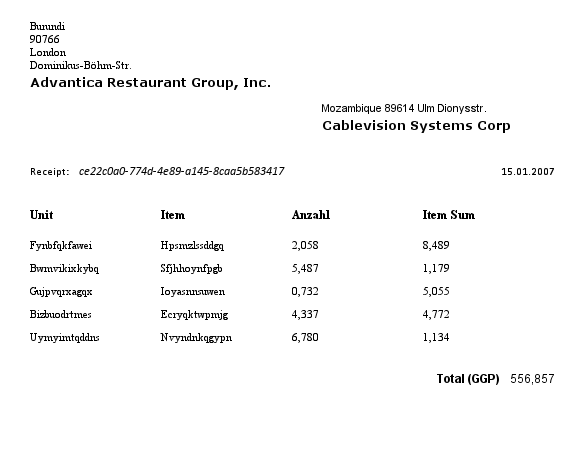 Burundi
90766
London
Dominikus-Böhm-Str.
Advantica Restaurant Group, Inc.
Mozambique 89614 Ulm Dionysstr.
Cablevision Systems Corp
Receipt: ce22c0a0-774d-4e89-a145-8caa5b583417 15.01.2007
Unit Item Anzahl Item Sum
Fynbfqkfawei Hpsmzlssddgq 2,058 8,489
Bwmvikixkybq Sfjhhoynfpgb 5,487 1,179
Gujpvqrxagqx Ioyasnnsuwen 0,732 5,055
Bizbuodrtmes Ecryqktwpmjg 4,337 4,772
Uymyimtqddns Nvyndnkqgypn 6,780 1,134
Total (GGP) 556,857